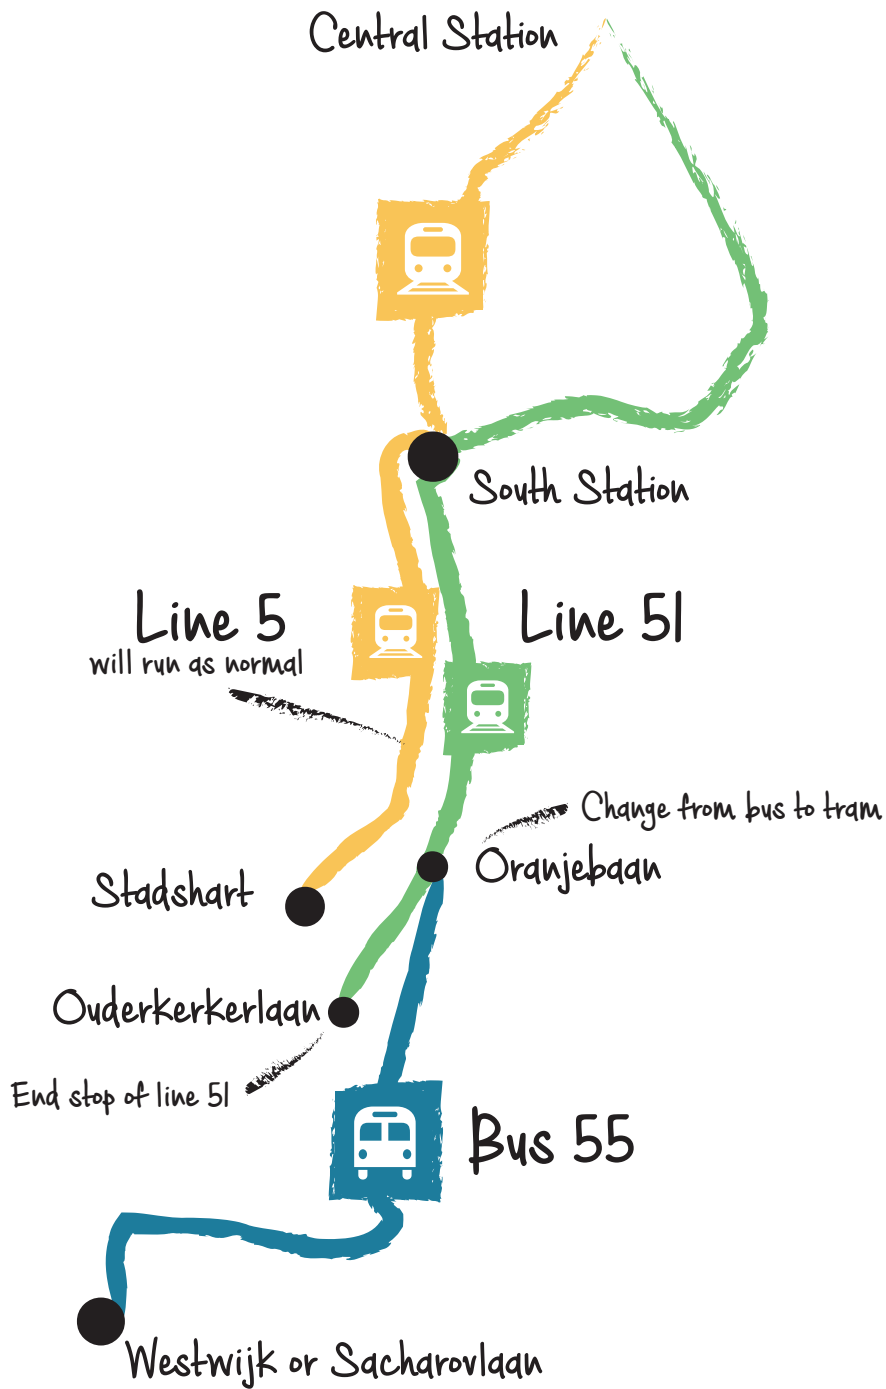 Central Station
South Station
Line 5
will run as normal
Line 51
Change from bus to tram
Oranjebaan
Stadshart
Ouderkerkerlaan
End stop of line 51
Bus 55
Westwijk or Sacharovlaan